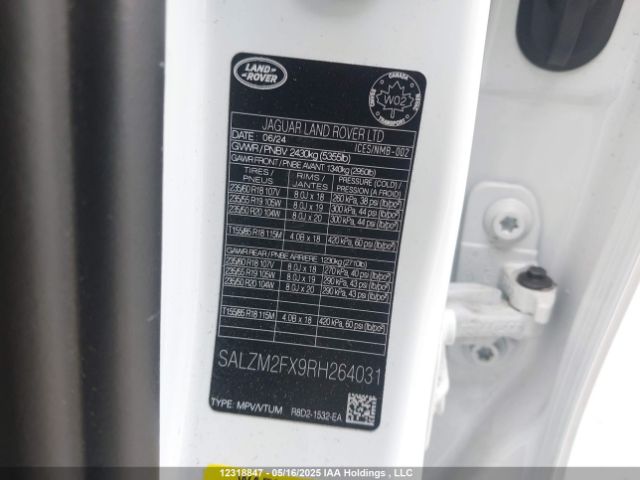 LAND-
ROVER
CANADA
W02
TRANSPORT
JAGUAR LAND ROVER LTD
DATE: 06/24 ICES/NMB-002
GVWR/PNBV 2430kg (5355lb)
GAWR FRONT / PNBE AVANT 1340kg (2950lb)
TIRES / PNEUS RIMS / JANTES PRESSURE (COLD) / PRESSION (A FROID)
235/60 R18 107V 8.0J x 18 260 kPa, 38 psi (lb/po²)
235/55 R19 105W 8.0J x 19 300 kPa, 44 psi (lb/po²)
235/50 R20 104W 8.0J x 20 300 kPa, 44 psi (lb/po²)
T155/85 R18 115M 4.0B x 18 420 kPa, 60 psi (lb/po²)
GAWR REAR / PNBE ARRIERE 1230kg (2710lb)
235/60 R18 107V 8.0J x 18 270 kPa, 40 psi (lb/po²)
235/55 R19 105W 8.0J x 19 290 kPa, 43 psi (lb/po²)
235/50 R20 104W 8.0J x 20 290 kPa, 43 psi (lb/po²)
T155/85 R18 115M 4.0B x 18 420 kPa, 60 psi (lb/po²)
SALZM2FX9RH264031
TYPE: MPV/VTUM R8D2-1532-EA
12318847 - 05/16/2025 IAA Holdings, LLC